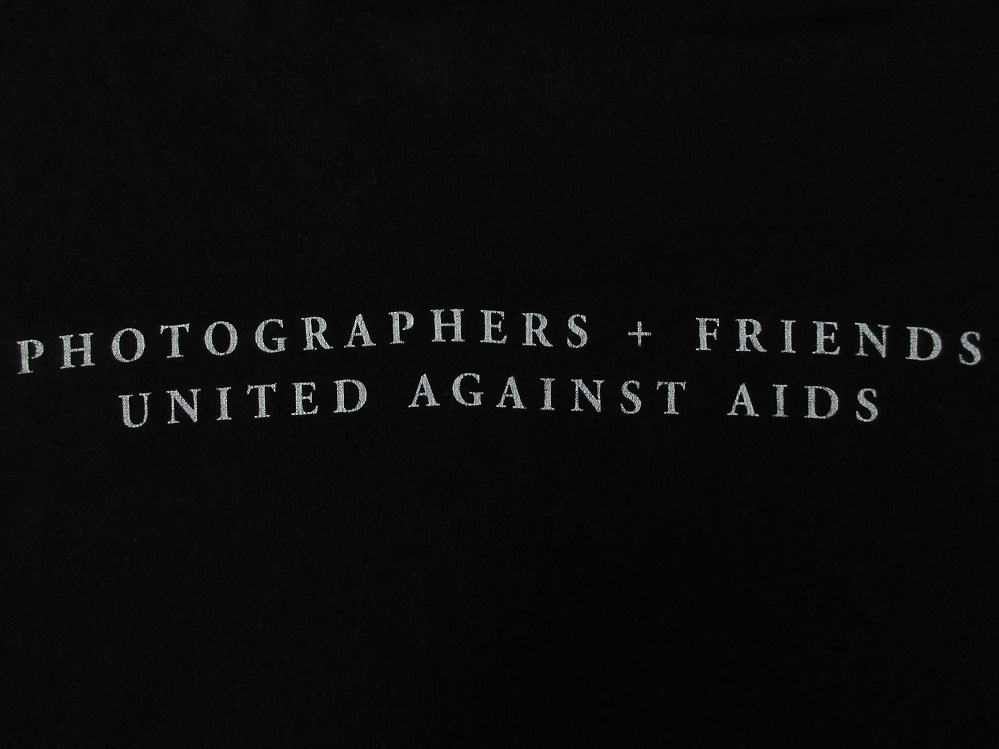 PHOTOGRAPHERS + FRIENDS
UNITED AGAINST AIDS